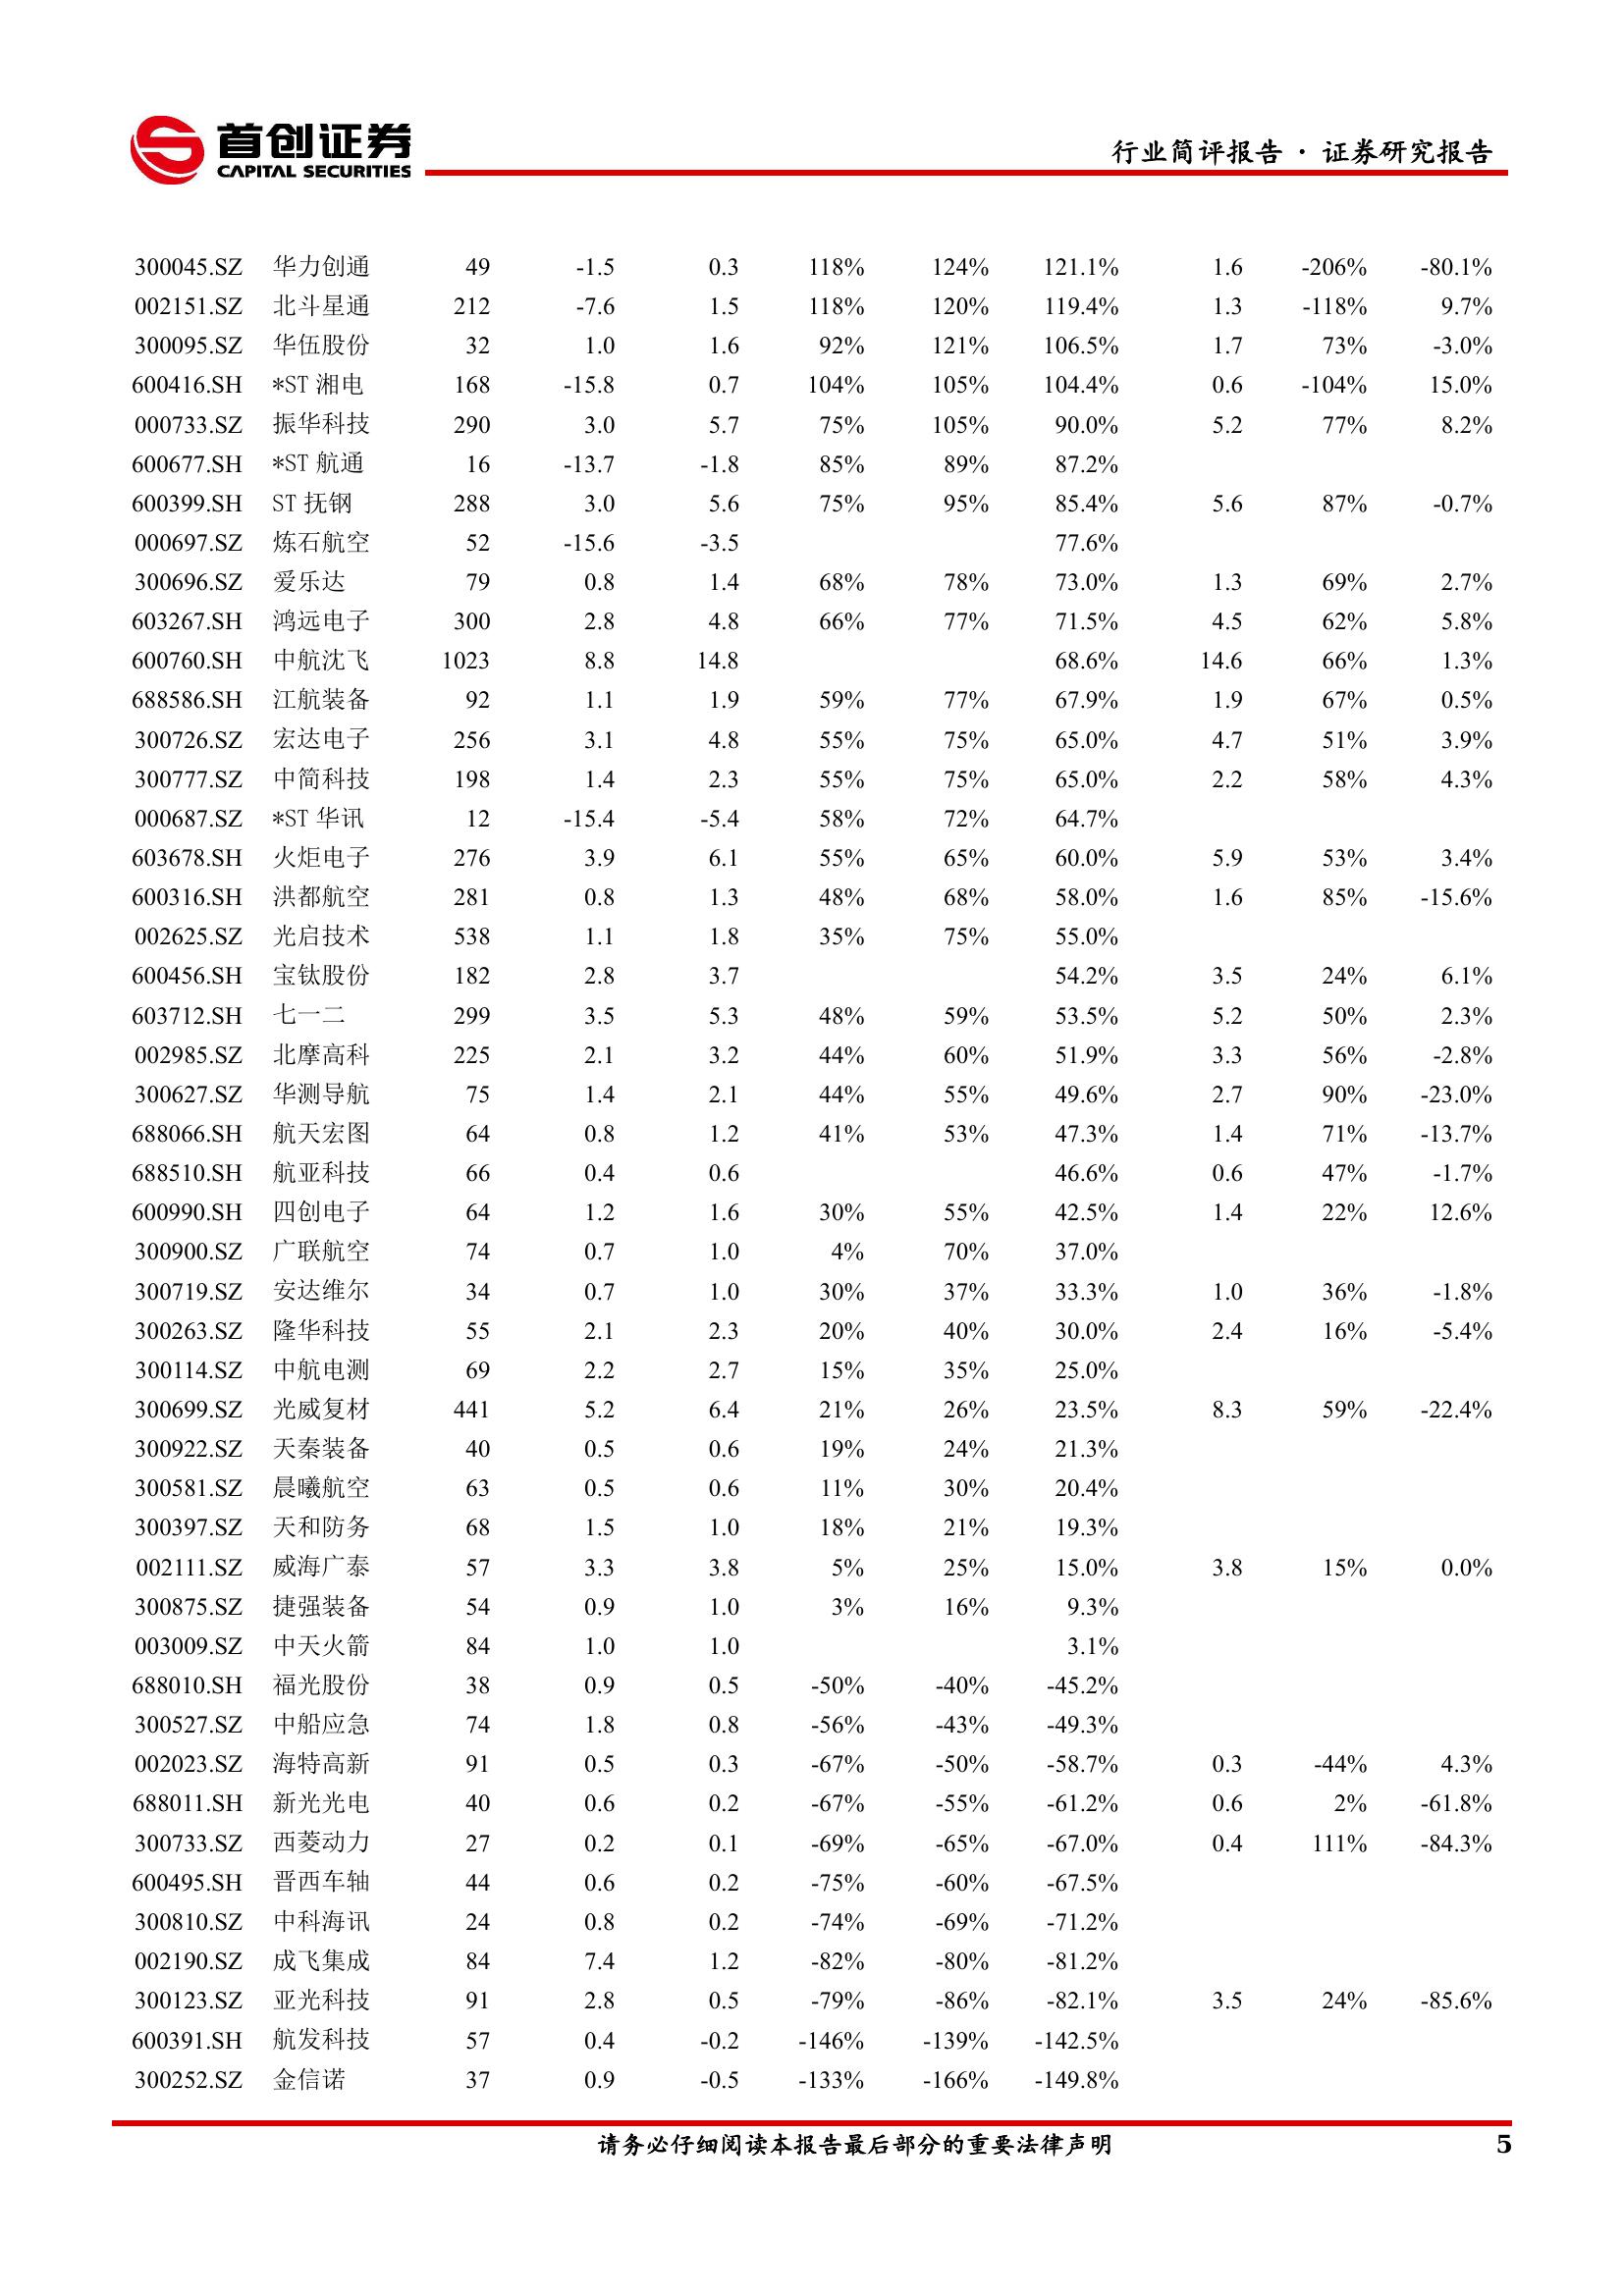 首创证券
CAPITAL SECURITIES
行业简评报告 · 证券研究报告
300045.SZ 华力创通 49 -1.5 0.3 118% 124% 121.1% 1.6 -206% -80.1%
002151.SZ 北斗星通 212 -7.6 1.5 118% 120% 119.4% 1.3 -118% 9.7%
300095.SZ 华伍股份 32 1.0 1.6 92% 121% 106.5% 1.7 73% -3.0%
600416.SH *ST 湘电 168 -15.8 0.7 104% 105% 104.4% 0.6 -104% 15.0%
000733.SZ 振华科技 290 3.0 5.7 75% 105% 90.0% 5.2 77% 8.2%
600677.SH *ST 航通 16 -13.7 -1.8 85% 89% 87.2%
600399.SH ST 抚钢 288 3.0 5.6 75% 95% 85.4% 5.6 87% -0.7%
000697.SZ 炼石航空 52 -15.6 -3.5 77.6%
300696.SZ 爱乐达 79 0.8 1.4 68% 78% 73.0% 1.3 69% 2.7%
603267.SH 鸿远电子 300 2.8 4.8 66% 77% 71.5% 4.5 62% 5.8%
600760.SH 中航沈飞 1023 8.8 14.8 68.6% 14.6 66% 1.3%
688586.SH 江航装备 92 1.1 1.9 59% 77% 67.9% 1.9 67% 0.5%
300726.SZ 宏达电子 256 3.1 4.8 55% 75% 65.0% 4.7 51% 3.9%
300777.SZ 中简科技 198 1.4 2.3 55% 75% 65.0% 2.2 58% 4.3%
000687.SZ *ST 华讯 12 -15.4 -5.4 58% 72% 64.7%
603678.SH 火炬电子 276 3.9 6.1 55% 65% 60.0% 5.9 53% 3.4%
600316.SH 洪都航空 281 0.8 1.3 48% 68% 58.0% 1.6 85% -15.6%
002625.SZ 光启技术 538 1.1 1.8 35% 75% 55.0%
600456.SH 宝钛股份 182 2.8 3.7 54.2% 3.5 24% 6.1%
603712.SH 七一二 299 3.5 5.3 48% 59% 53.5% 5.2 50% 2.3%
002985.SZ 北摩高科 225 2.1 3.2 44% 60% 51.9% 3.3 56% -2.8%
300627.SZ 华测导航 75 1.4 2.1 44% 55% 49.6% 2.7 90% -23.0%
688066.SH 航天宏图 64 0.8 1.2 41% 53% 47.3% 1.4 71% -13.7%
688510.SH 航亚科技 66 0.4 0.6 46.6% 0.6 47% -1.7%
600990.SH 四创电子 64 1.2 1.6 30% 55% 42.5% 1.4 22% 12.6%
300900.SZ 广联航空 74 0.7 1.0 4% 70% 37.0%
300719.SZ 安达维尔 34 0.7 1.0 30% 37% 33.3% 1.0 36% -1.8%
300263.SZ 隆华科技 55 2.1 2.3 20% 40% 30.0% 2.4 16% -5.4%
300114.SZ 中航电测 69 2.2 2.7 15% 35% 25.0%
300699.SZ 光威复材 441 5.2 6.4 21% 26% 23.5% 8.3 59% -22.4%
300922.SZ 天秦装备 40 0.5 0.6 19% 24% 21.3%
300581.SZ 晨曦航空 63 0.5 0.6 11% 30% 20.4%
300397.SZ 天和防务 68 1.5 1.0 18% 21% 19.3%
002111.SZ 威海广泰 57 3.3 3.8 5% 25% 15.0% 3.8 15% 0.0%
300875.SZ 捷强装备 54 0.9 1.0 3% 16% 9.3%
003009.SZ 中天火箭 84 1.0 1.0 3.1%
688010.SH 福光股份 38 0.9 0.5 -50% -40% -45.2%
300527.SZ 中船应急 74 1.8 0.8 -56% -43% -49.3%
002023.SZ 海特高新 91 0.5 0.3 -67% -50% -58.7% 0.3 -44% 4.3%
688011.SH 新光光电 40 0.6 0.2 -67% -55% -61.2% 0.6 2% -61.8%
300733.SZ 西菱动力 27 0.2 0.1 -69% -65% -67.0% 0.4 111% -84.3%
600495.SH 晋西车轴 44 0.6 0.2 -75% -60% -67.5%
300810.SZ 中科海讯 24 0.8 0.2 -74% -69% -71.2%
002190.SZ 成飞集成 84 7.4 1.2 -82% -80% -81.2%
300123.SZ 亚光科技 91 2.8 0.5 -79% -86% -82.1% 3.5 24% -85.6%
600391.SH 航发科技 57 0.4 -0.2 -146% -139% -142.5%
300252.SZ 金信诺 37 0.9 -0.5 -133% -166% -149.8%
请务必仔细阅读本报告最后部分的重要法律声明 5